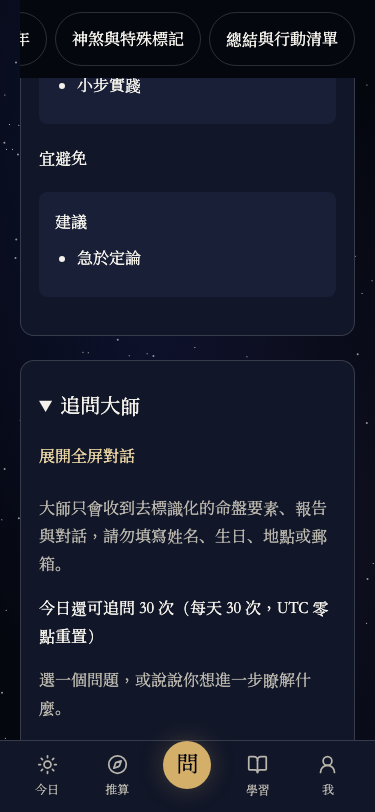 年
神煞與特殊標記
總結與行動清單
小步實踐
宜避免
建議
急於定論
▼ 追問大師
展開全屏對話
大師只會收到去標識化的命盤要素、報告
與對話，請勿填寫姓名、生日、地點或郵
箱。
今日還可追問 30 次（每天 30 次，UTC 零
點重置）
選一個問題，或說說你想進一步瞭解什
麼。
今日
推算
問
學習
我